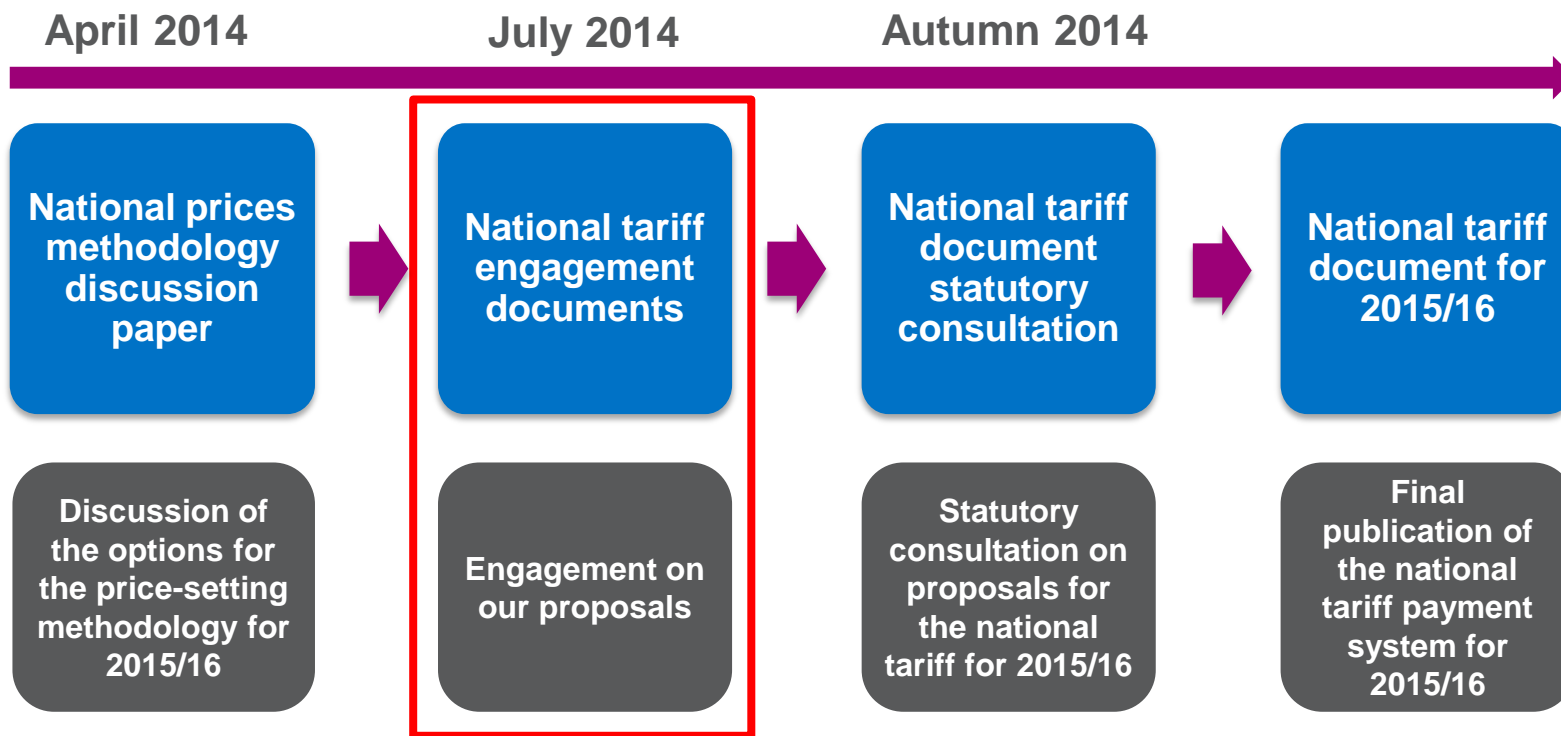 April 2014
July 2014
Autumn 2014
National prices
methodology
discussion
paper
National tariff
engagement
documents
National tariff
document
statutory
consultation
National tariff
document for
2015/16
Discussion of
the options for
the price-setting
methodology for
2015/16
Engagement on
our proposals
Statutory
consultation on
proposals for
the national
tariff for 2015/16
Final
publication of
the national
tariff payment
system for
2015/16